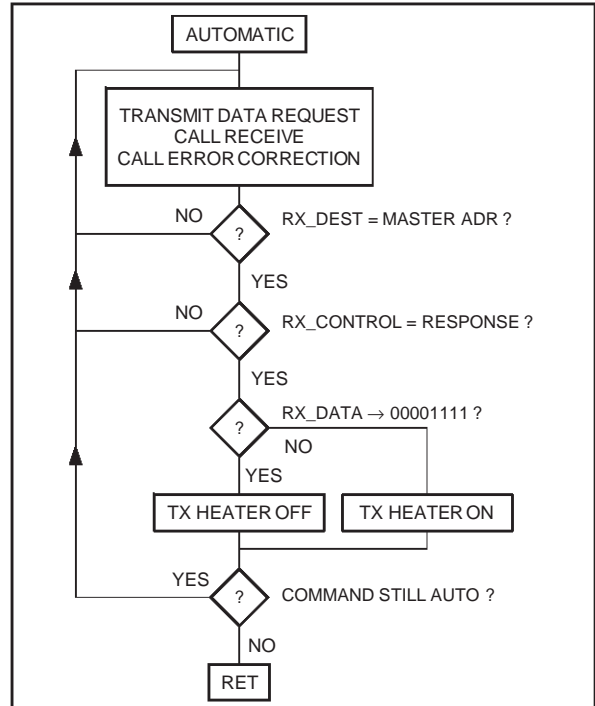 AUTOMATIC
TRANSMIT DATA REQUEST
CALL RECEIVE
CALL ERROR CORRECTION
NO
? RX_DEST = MASTER ADR ?
YES
NO
? RX_CONTROL = RESPONSE ?
YES
? RX_DATA → 00001111 ?
NO
YES
TX HEATER OFF TX HEATER ON
YES
? COMMAND STILL AUTO ?
NO
RET